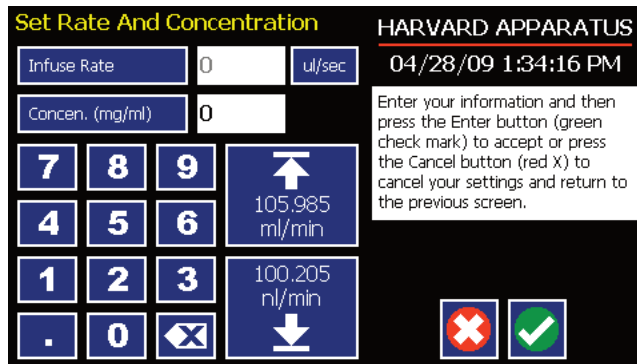 Set Rate And Concentration
HARVARD APPARATUS
04/28/09 1:34:16 PM
Infuse Rate
0
ul/sec
Concen. (mg/ml)
0
Enter your information and then
press the Enter button (green
check mark) to accept or press
the Cancel button (red X) to
cancel your settings and return to
the previous screen.
7 8 9
4 5 6
1 2 3
. 0
105.985
ml/min
100.205
nl/min